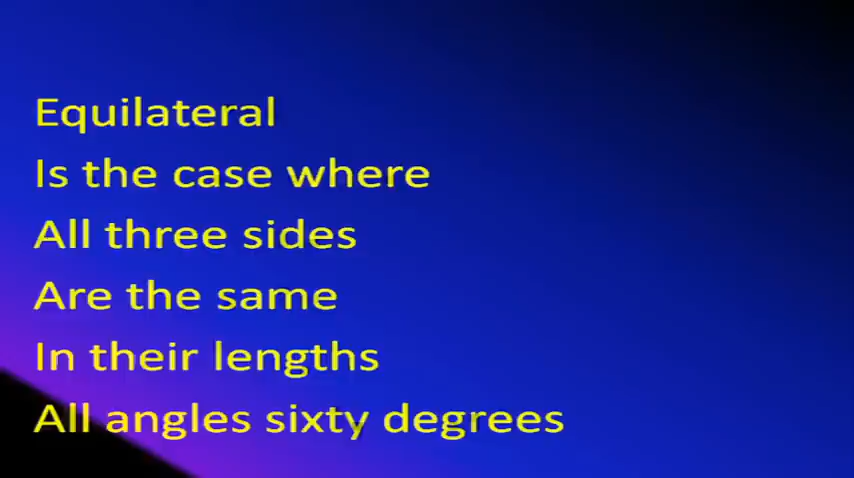 Equilateral
Is the case where
All three sides
Are the same
In their lengths
All angles sixty degrees